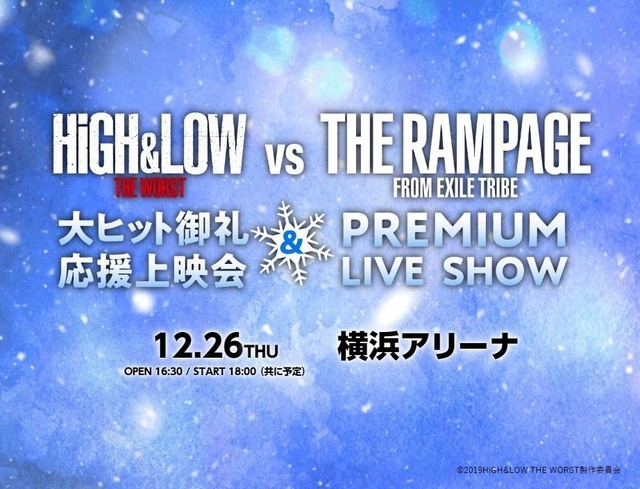 HiGH&LOW
THE WORST
vs
THE RAMPAGE
FROM EXILE TRIBE
大ヒット御礼
応援上映会
&
PREMIUM
LIVE SHOW
12.26THU
OPEN 16:30 / START 18:00（共に予定）
横浜アリーナ
©2019HiGH&LOW THE WORST製作委員会